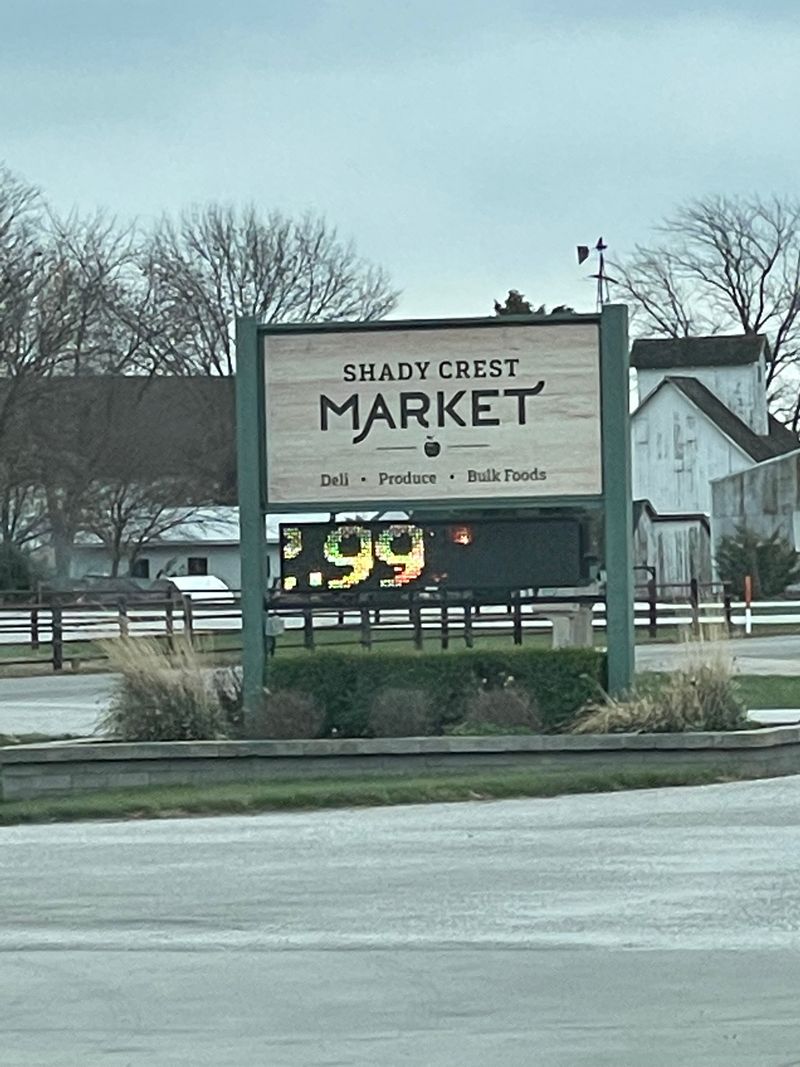 SHADY CREST
MARKET
Deli • Produce • Bulk Foods
.99